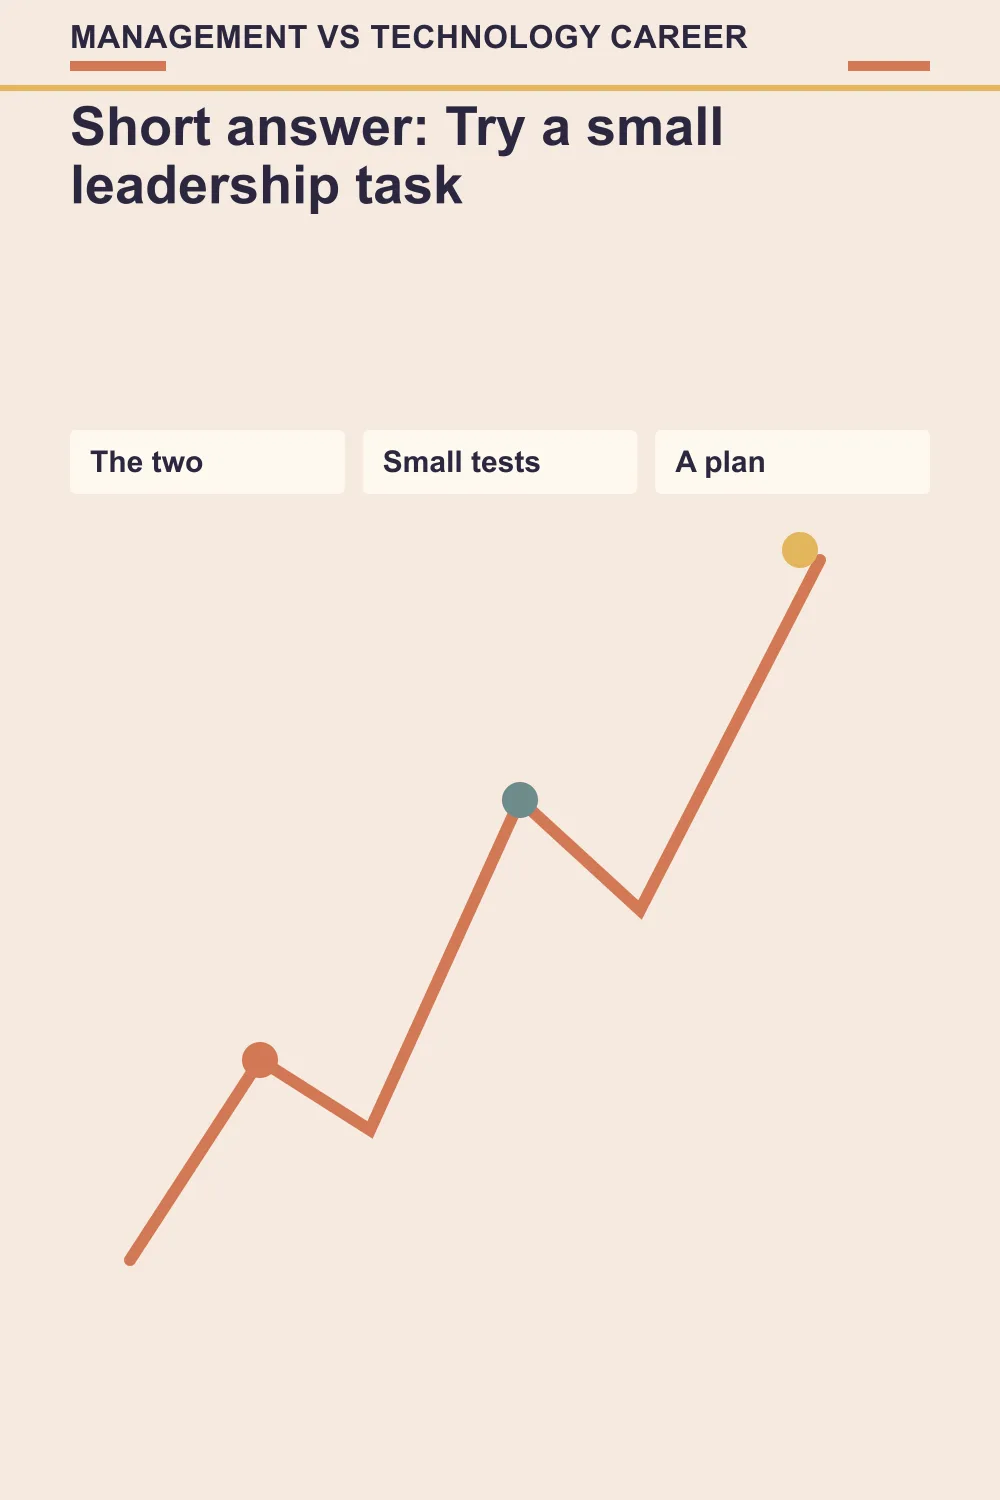 MANAGEMENT VS TECHNOLOGY CAREER
Short answer: Try a small
leadership task
The two
Small tests
A plan